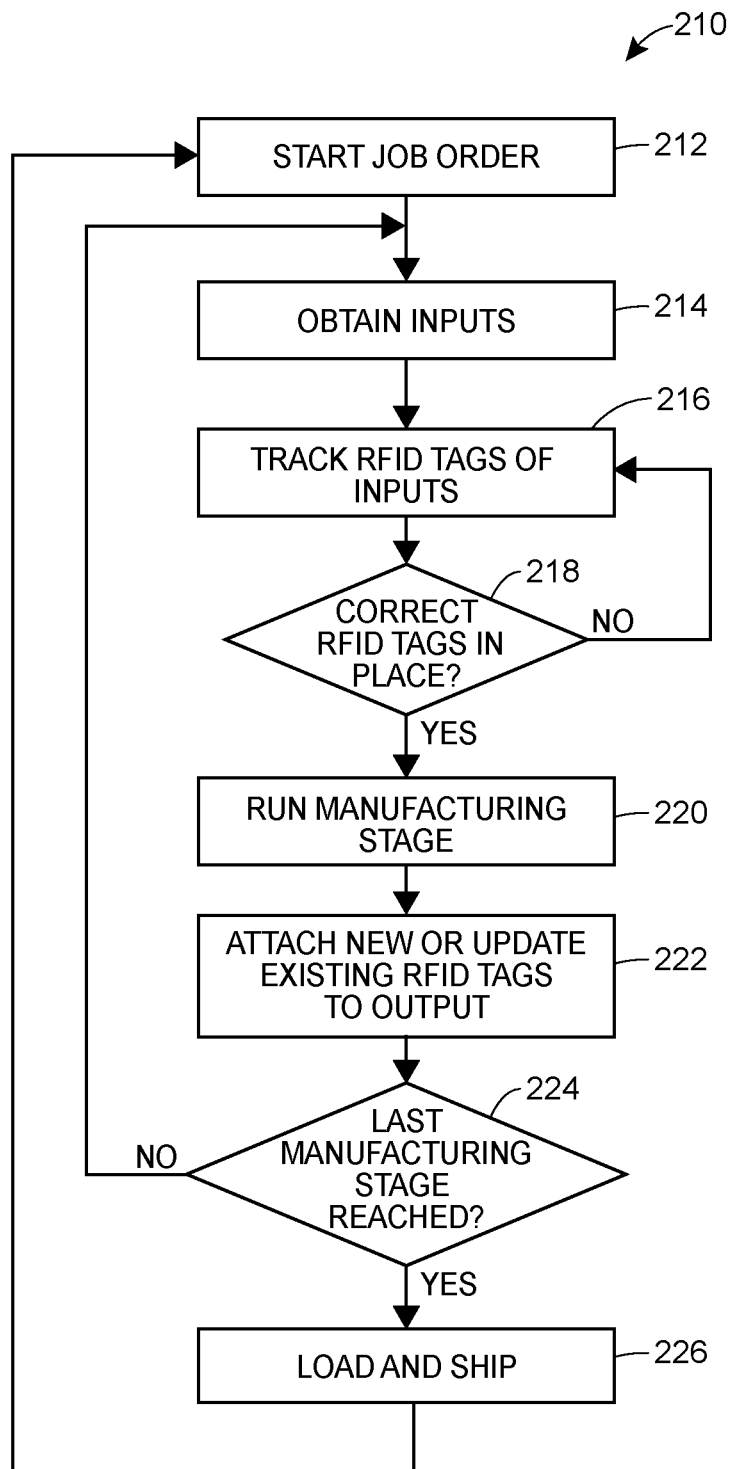 210
START JOB ORDER
212
OBTAIN INPUTS
214
216
TRACK RFID TAGS OF
INPUTS
218
CORRECT
RFID TAGS IN
PLACE?
NO
YES
RUN MANUFACTURING
STAGE
220
ATTACH NEW OR UPDATE
EXISTING RFID TAGS
TO OUTPUT
222
224
LAST
MANUFACTURING
STAGE
REACHED?
NO
YES
LOAD AND SHIP
226